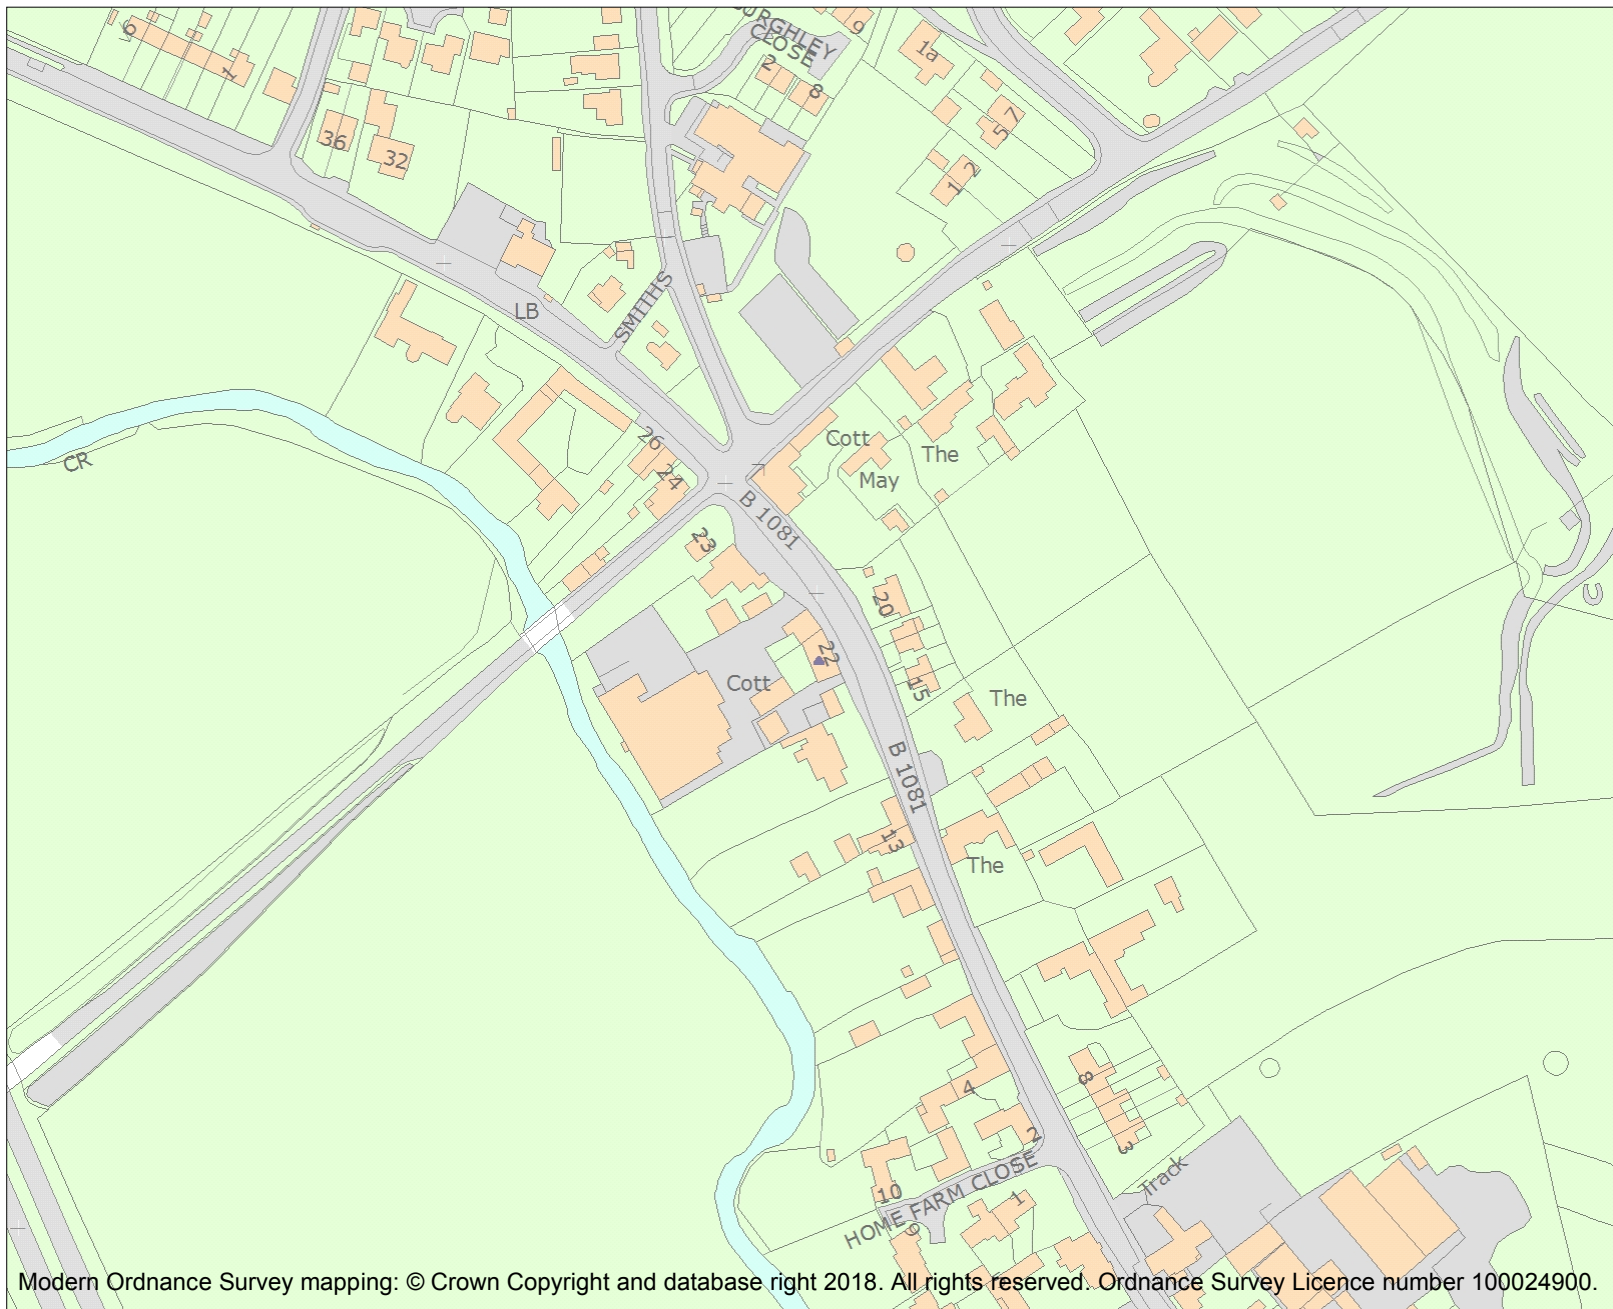 BURGHLEY
CLOSE
6
1
36
32
2
8
9
1a
5
7
1
2
LB
SMITHS
CR
26
24
23
B 1081
Cott
May
The
20
22
15
Cott
The
B 1081
13
The
8
3
4
2
Track
10
HOME FARM CLOSE
1
9
Modern Ordnance Survey mapping: © Crown Copyright and database right 2018. All rights reserved. Ordnance Survey Licence number 100024900.